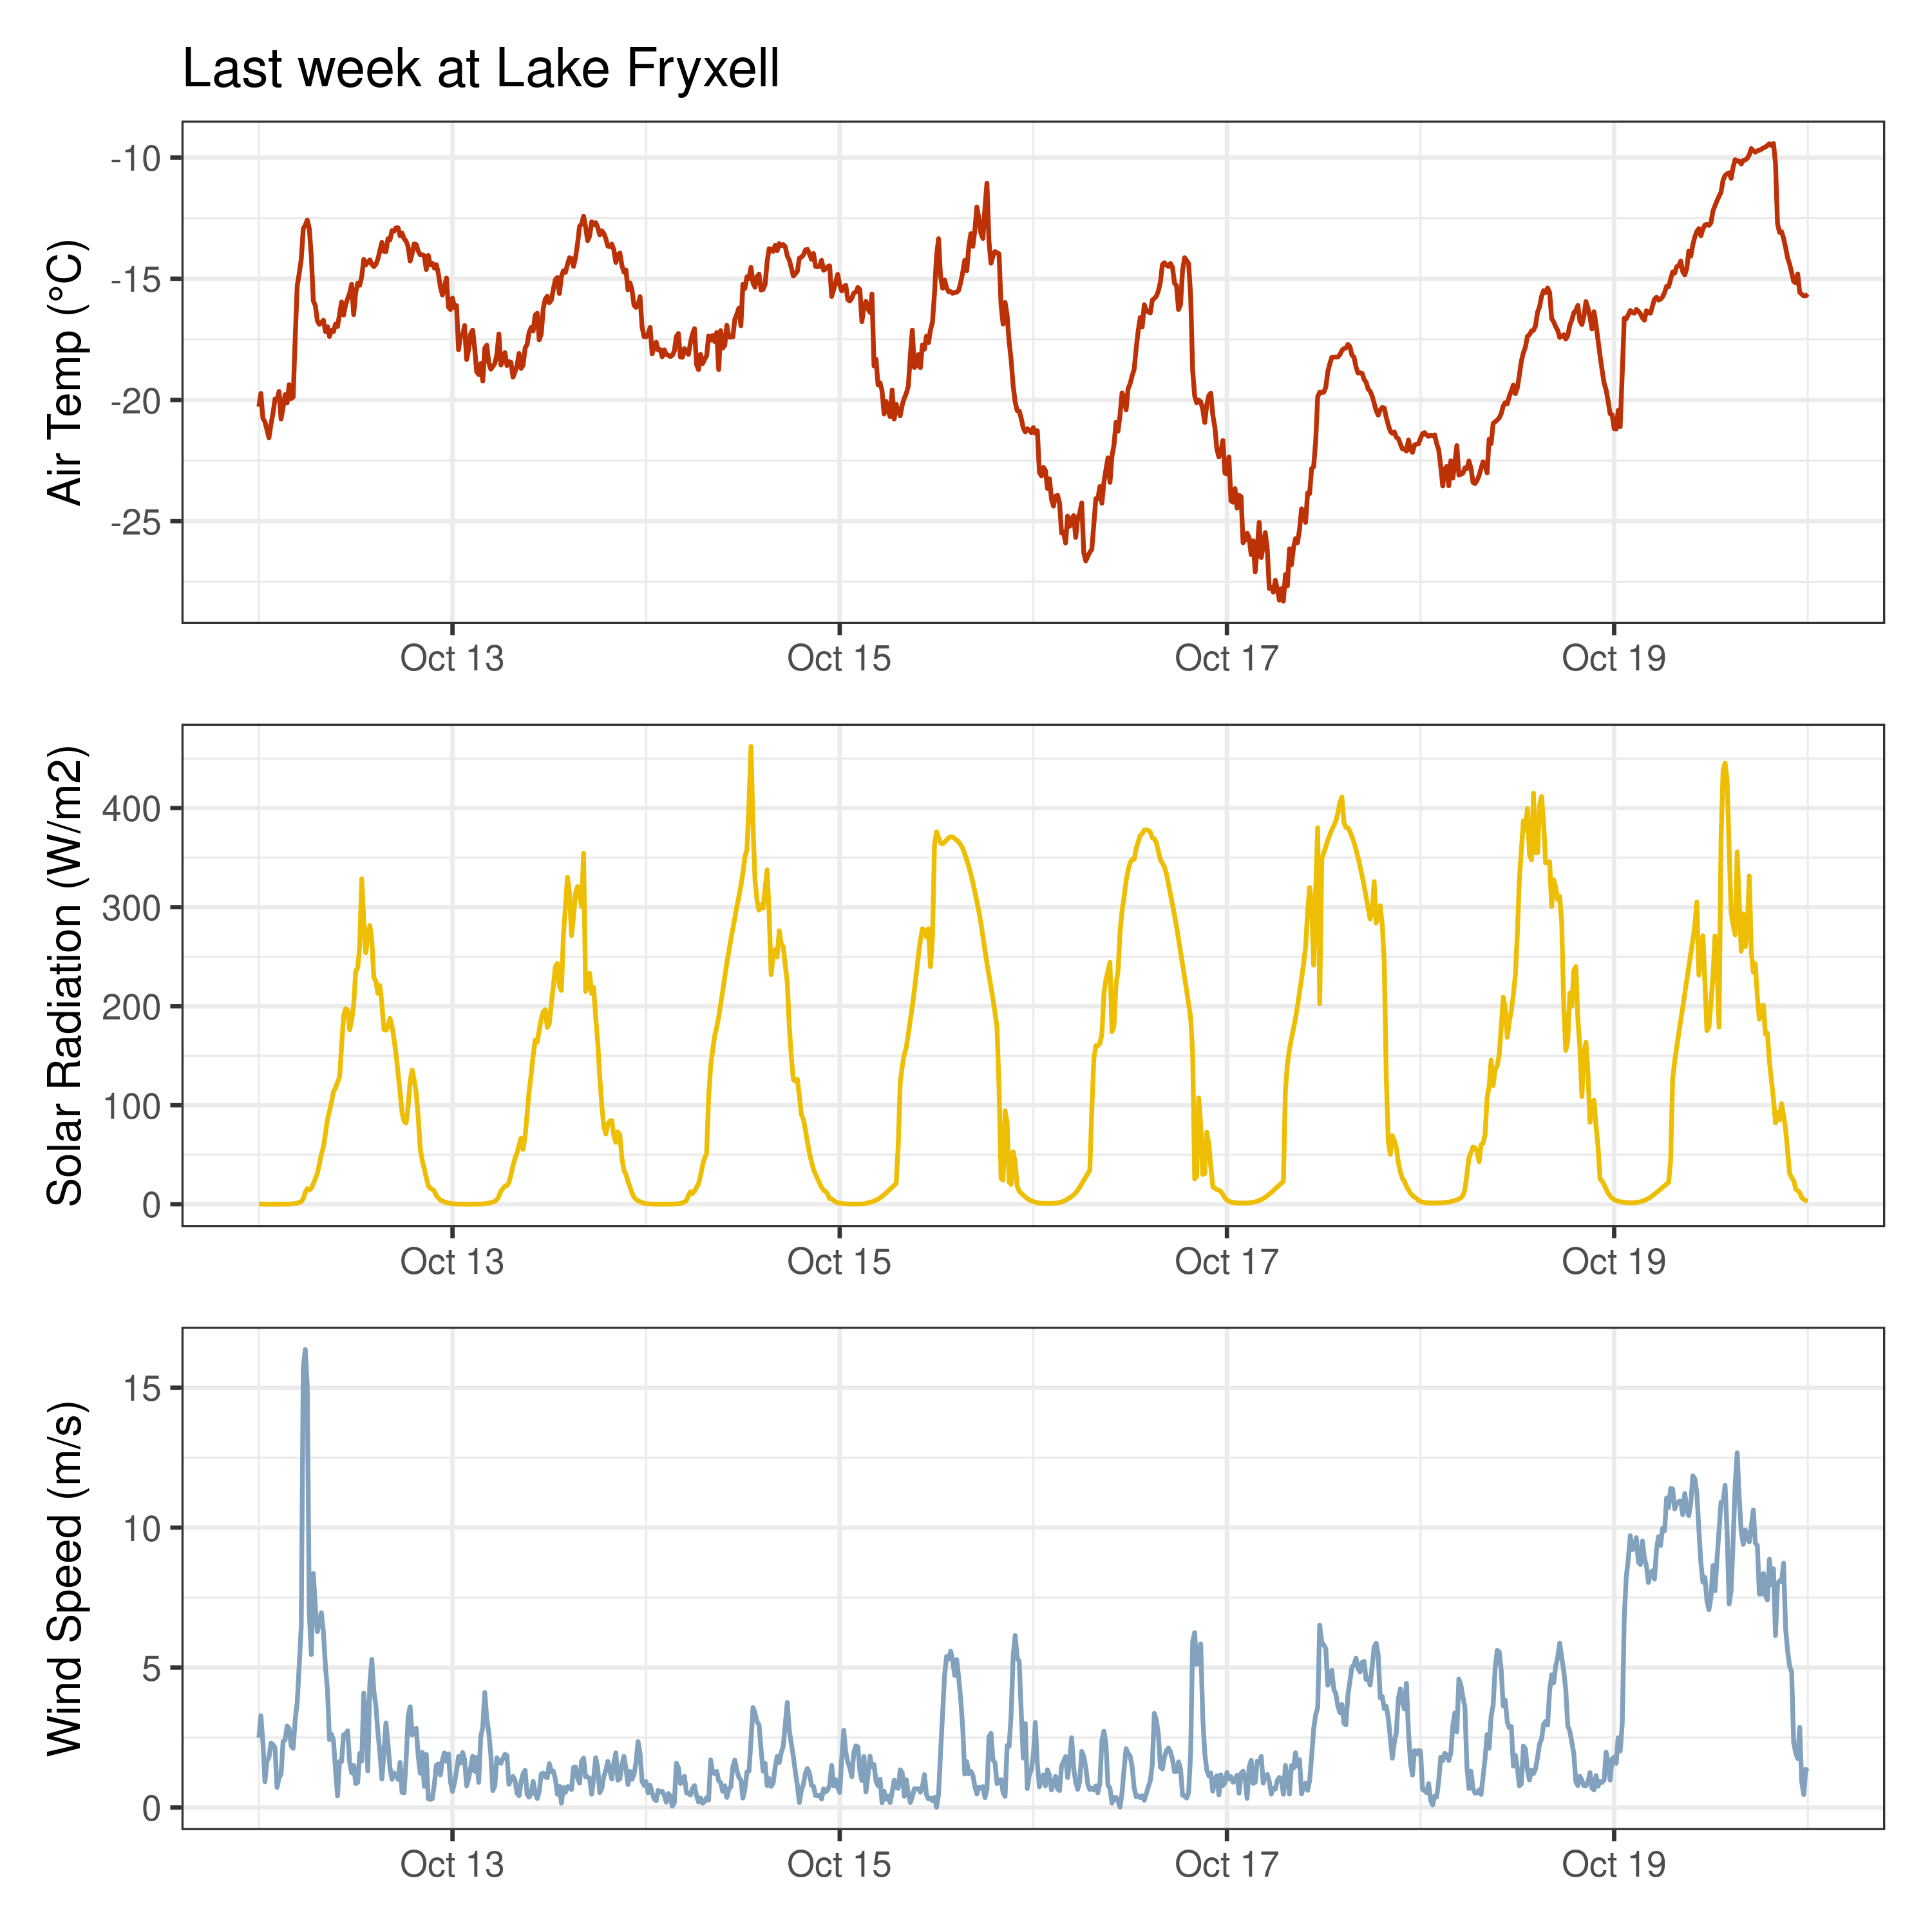 Last week at Lake Fryxell
Air Temp (°C)
-10
-15
-20
-25
Oct 13 Oct 15 Oct 17 Oct 19
Solar Radiation (W/m2)
400
300
200
100
0
Oct 13 Oct 15 Oct 17 Oct 19
Wind Speed (m/s)
15
10
5
0
Oct 13 Oct 15 Oct 17 Oct 19